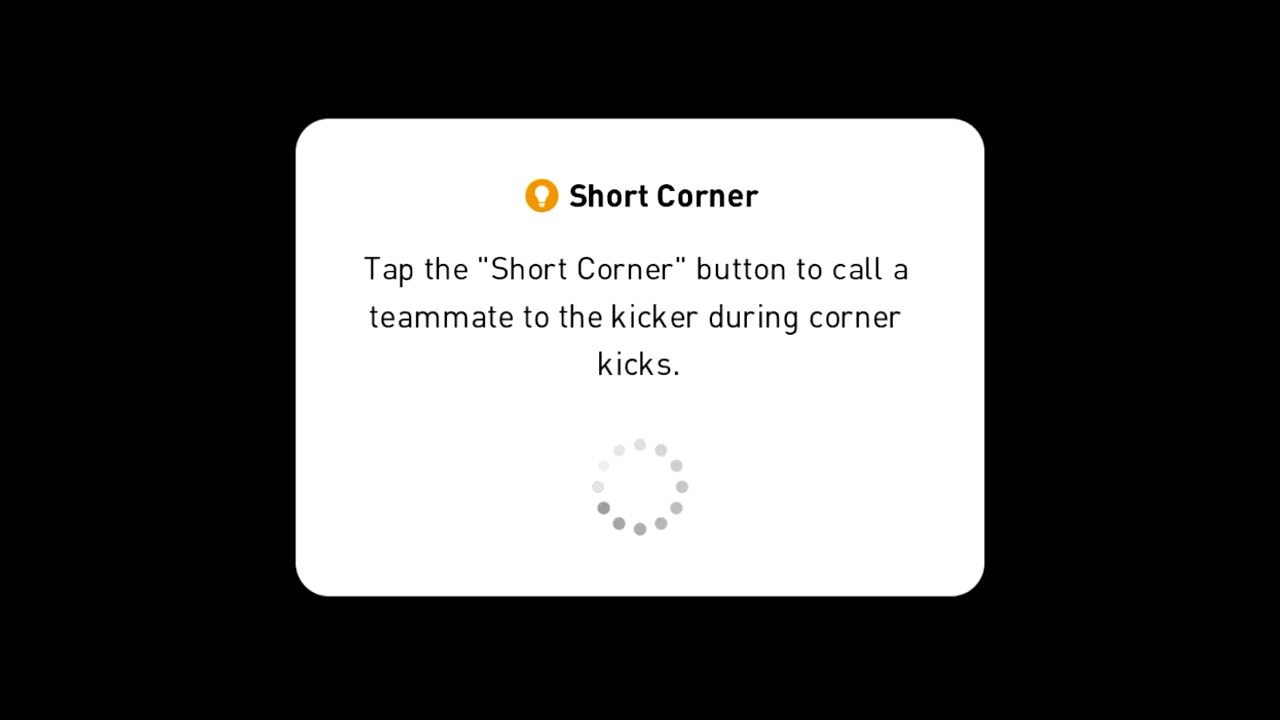 Short Corner
Tap the "Short Corner" button to call a
teammate to the kicker during corner
kicks.